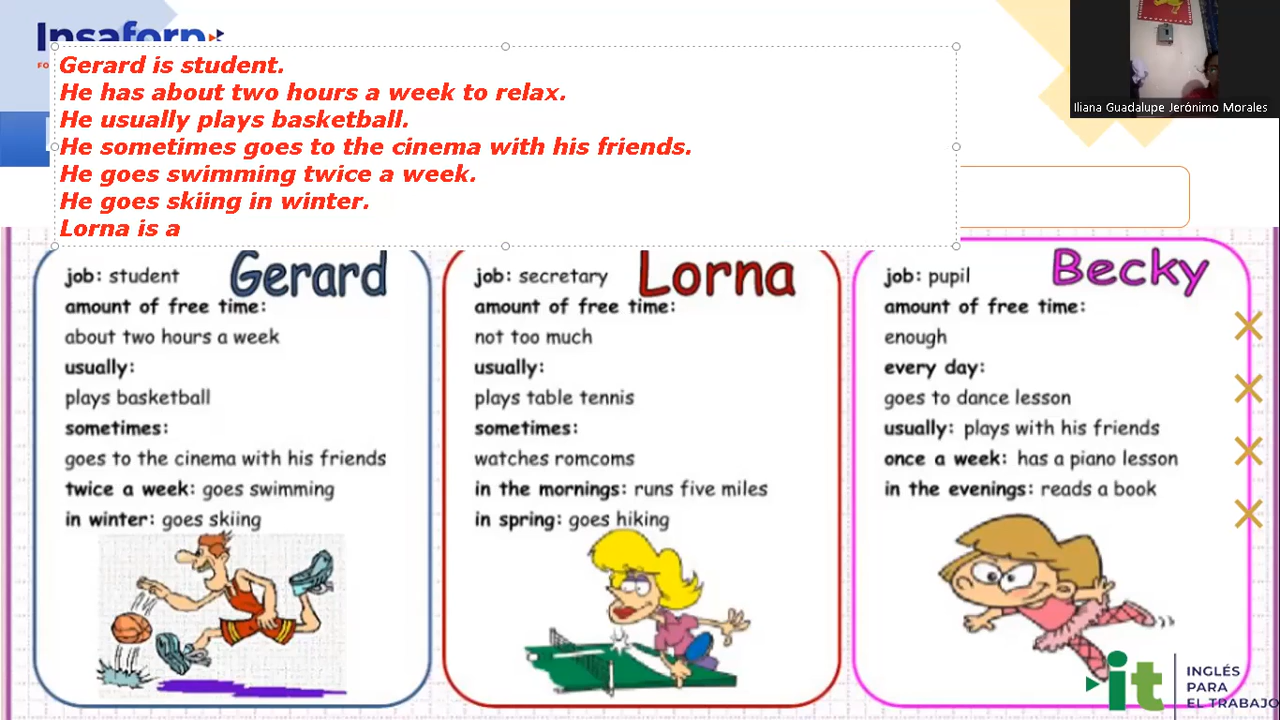 Insaforp
Gerard is student.
He has about two hours a week to relax.
He usually plays basketball.
He sometimes goes to the cinema with his friends.
He goes swimming twice a week.
He goes skiing in winter.
Lorna is a
Iliana Guadalupe Jerónimo Morales
Gerard
job: student
amount of free time:
about two hours a week
usually:
plays basketball
sometimes:
goes to the cinema with his friends
twice a week: goes swimming
in winter: goes skiing
Lorna
job: secretary
amount of free time:
not too much
usually:
plays table tennis
sometimes:
watches romcoms
in the mornings: runs five miles
in spring: goes hiking
Becky
job: pupil
amount of free time:
enough
every day:
goes to dance lesson
usually: plays with his friends
once a week: has a piano lesson
in the evenings: reads a book
it
INGLÉS
PARA
EL TRABAJO